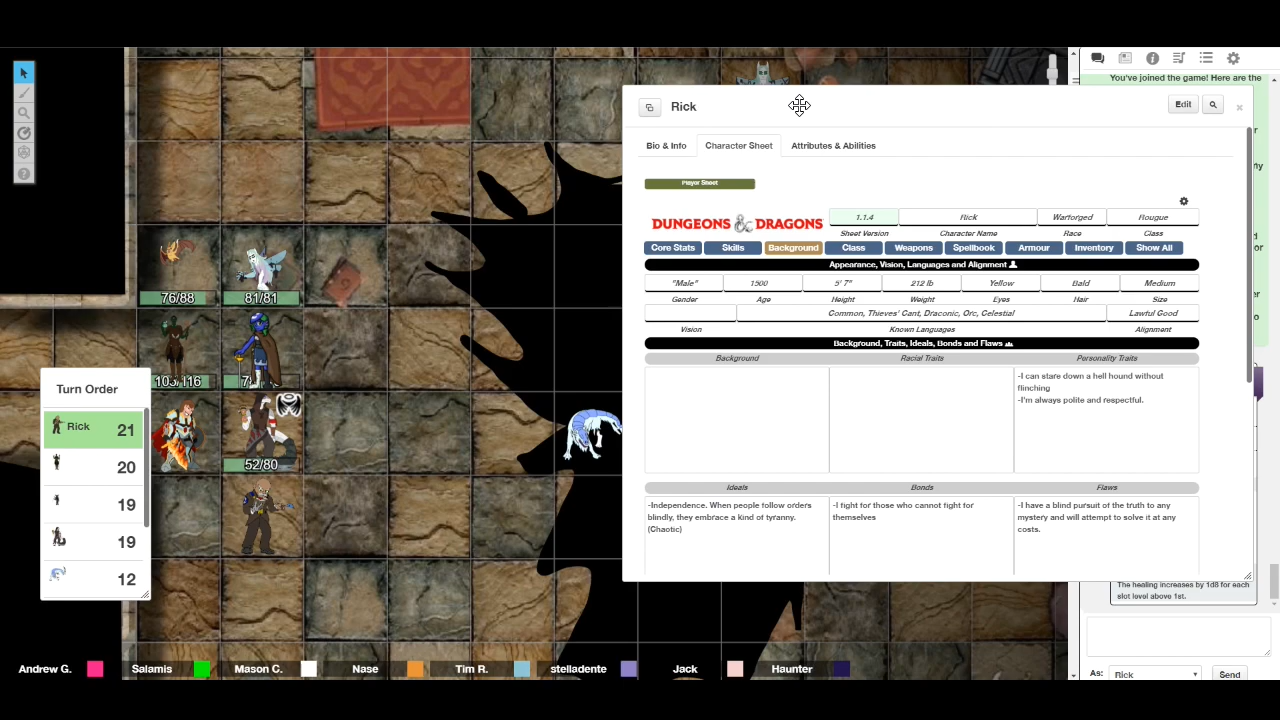 You've joined the game! Here are the
Rick
Edit
Bio & Info
Character Sheet
Attributes & Abilities
Player Sheet
DUNGEONS & DRAGONS
1.1.4
Rick
Warforged
Rougue
Sheet Version
Character Name
Race
Class
Core Stats
Skills
Background
Class
Weapons
Spellbook
Armour
Inventory
Show All
Appearance, Vision, Languages and Alignment
"Male"
1500
5' 7"
212 lb
Yellow
Bald
Medium
Gender
Age
Height
Weight
Eyes
Hair
Size
Common, Thieves' Cant, Draconic, Orc, Celestial
Lawful Good
Vision
Known Languages
Alignment
Background, Traits, Ideals, Bonds and Flaws
Background
Racial Traits
Personality Traits
-I can stare down a hell hound without
flinching
-I'm always polite and respectful.
Ideals
Bonds
Flaws
-Independence. When people follow orders
blindly, they embrace a kind of tyranny.
(Chaotic)
-I fight for those who cannot fight for
themselves
-I have a blind pursuit of the truth to any
mystery and will attempt to solve it at any
costs.
76/88
81/81
103/116
52/80
Turn Order
Rick
21
20
19
19
12
The healing increases by 1d8 for each
slot level above 1st.
As:
Rick
Send
Andrew G.
Salamis
Mason C.
Nase
Tim R.
stelladente
Jack
Haunter